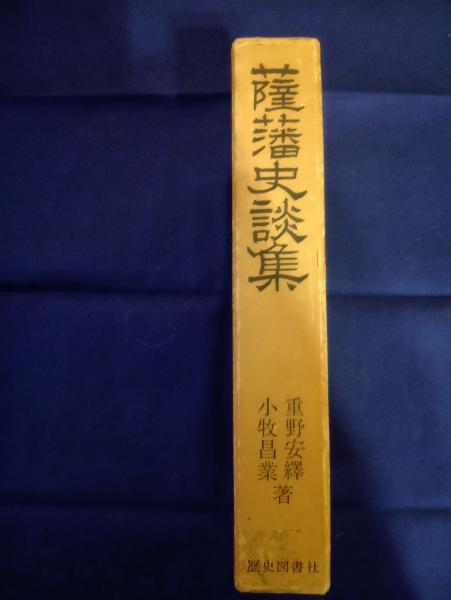 薩藩史談集
重野安繹
小牧昌業
著
歴史図書社